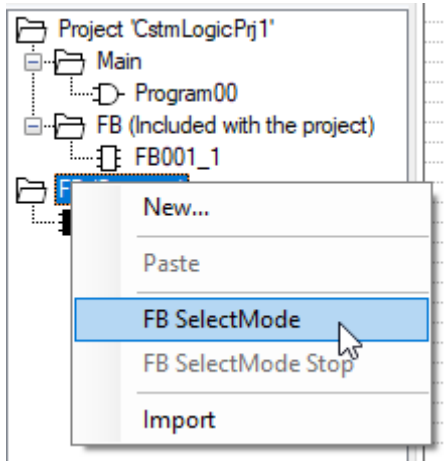 Project 'CstmLogicPrj1'
Main
Program00
FB (Included with the project)
FB001_1
New...
Paste
FB SelectMode
FB SelectMode Stop
Import